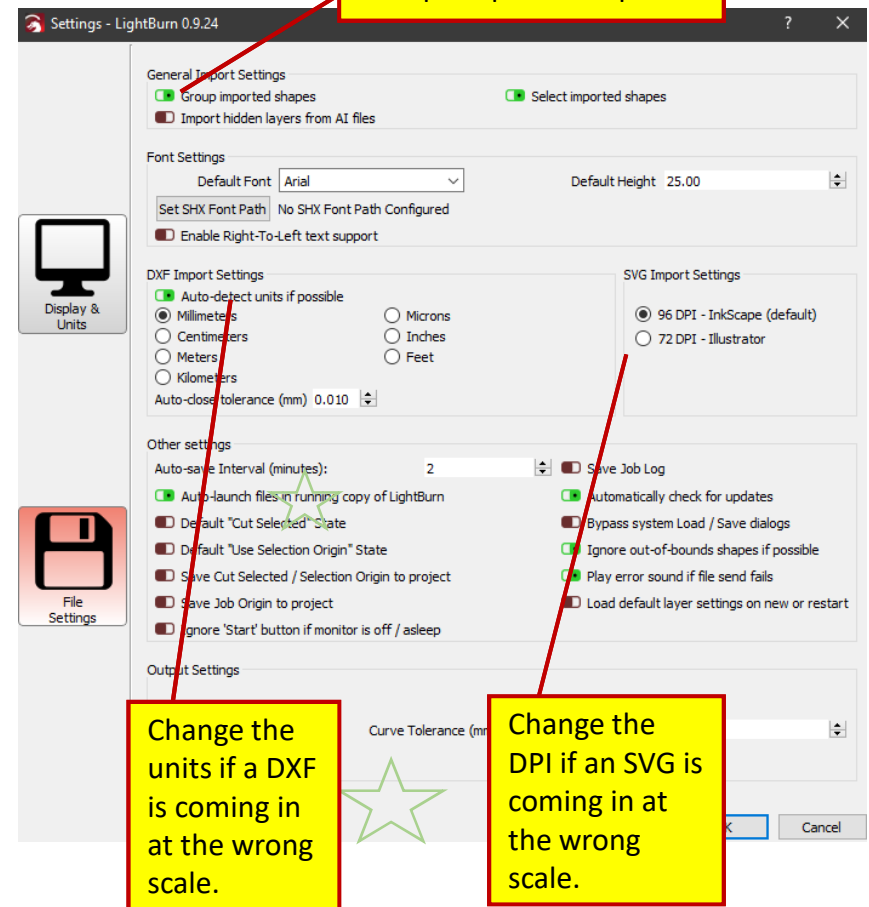 Settings - LightBurn 0.9.24
?
General Import Settings
Group imported shapes
Select imported shapes
Import hidden layers from AI files
Font Settings
Default Font Arial
Default Height 25.00
Set SHX Font Path No SHX Font Path Configured
Enable Right-To-Left text support
DXF Import Settings
SVG Import Settings
Auto-detect units if possible
Millimeters
Microns
96 DPI - InkScape (default)
Centimeters
Inches
72 DPI - Illustrator
Meters
Feet
Kilometers
Auto-close tolerance (mm) 0.010
Display &
Units
Other settings
Auto-save Interval (minutes): 2
Save Job Log
Auto-launch files in running copy of LightBurn
Automatically check for updates
Default "Cut Selected" State
Bypass system Load / Save dialogs
Default "Use Selection Origin" State
Ignore out-of-bounds shapes if possible
Save Cut Selected / Selection Origin to project
Play error sound if file send fails
Save Job Origin to project
Load default layer settings on new or restart
Ignore 'Start' button if monitor is off / asleep
File
Settings
Output Settings
Curve Tolerance
Cancel
Change the
units if a DXF
is coming in
at the wrong
scale.
Change the
DPI if an SVG is
coming in at
the wrong
scale.